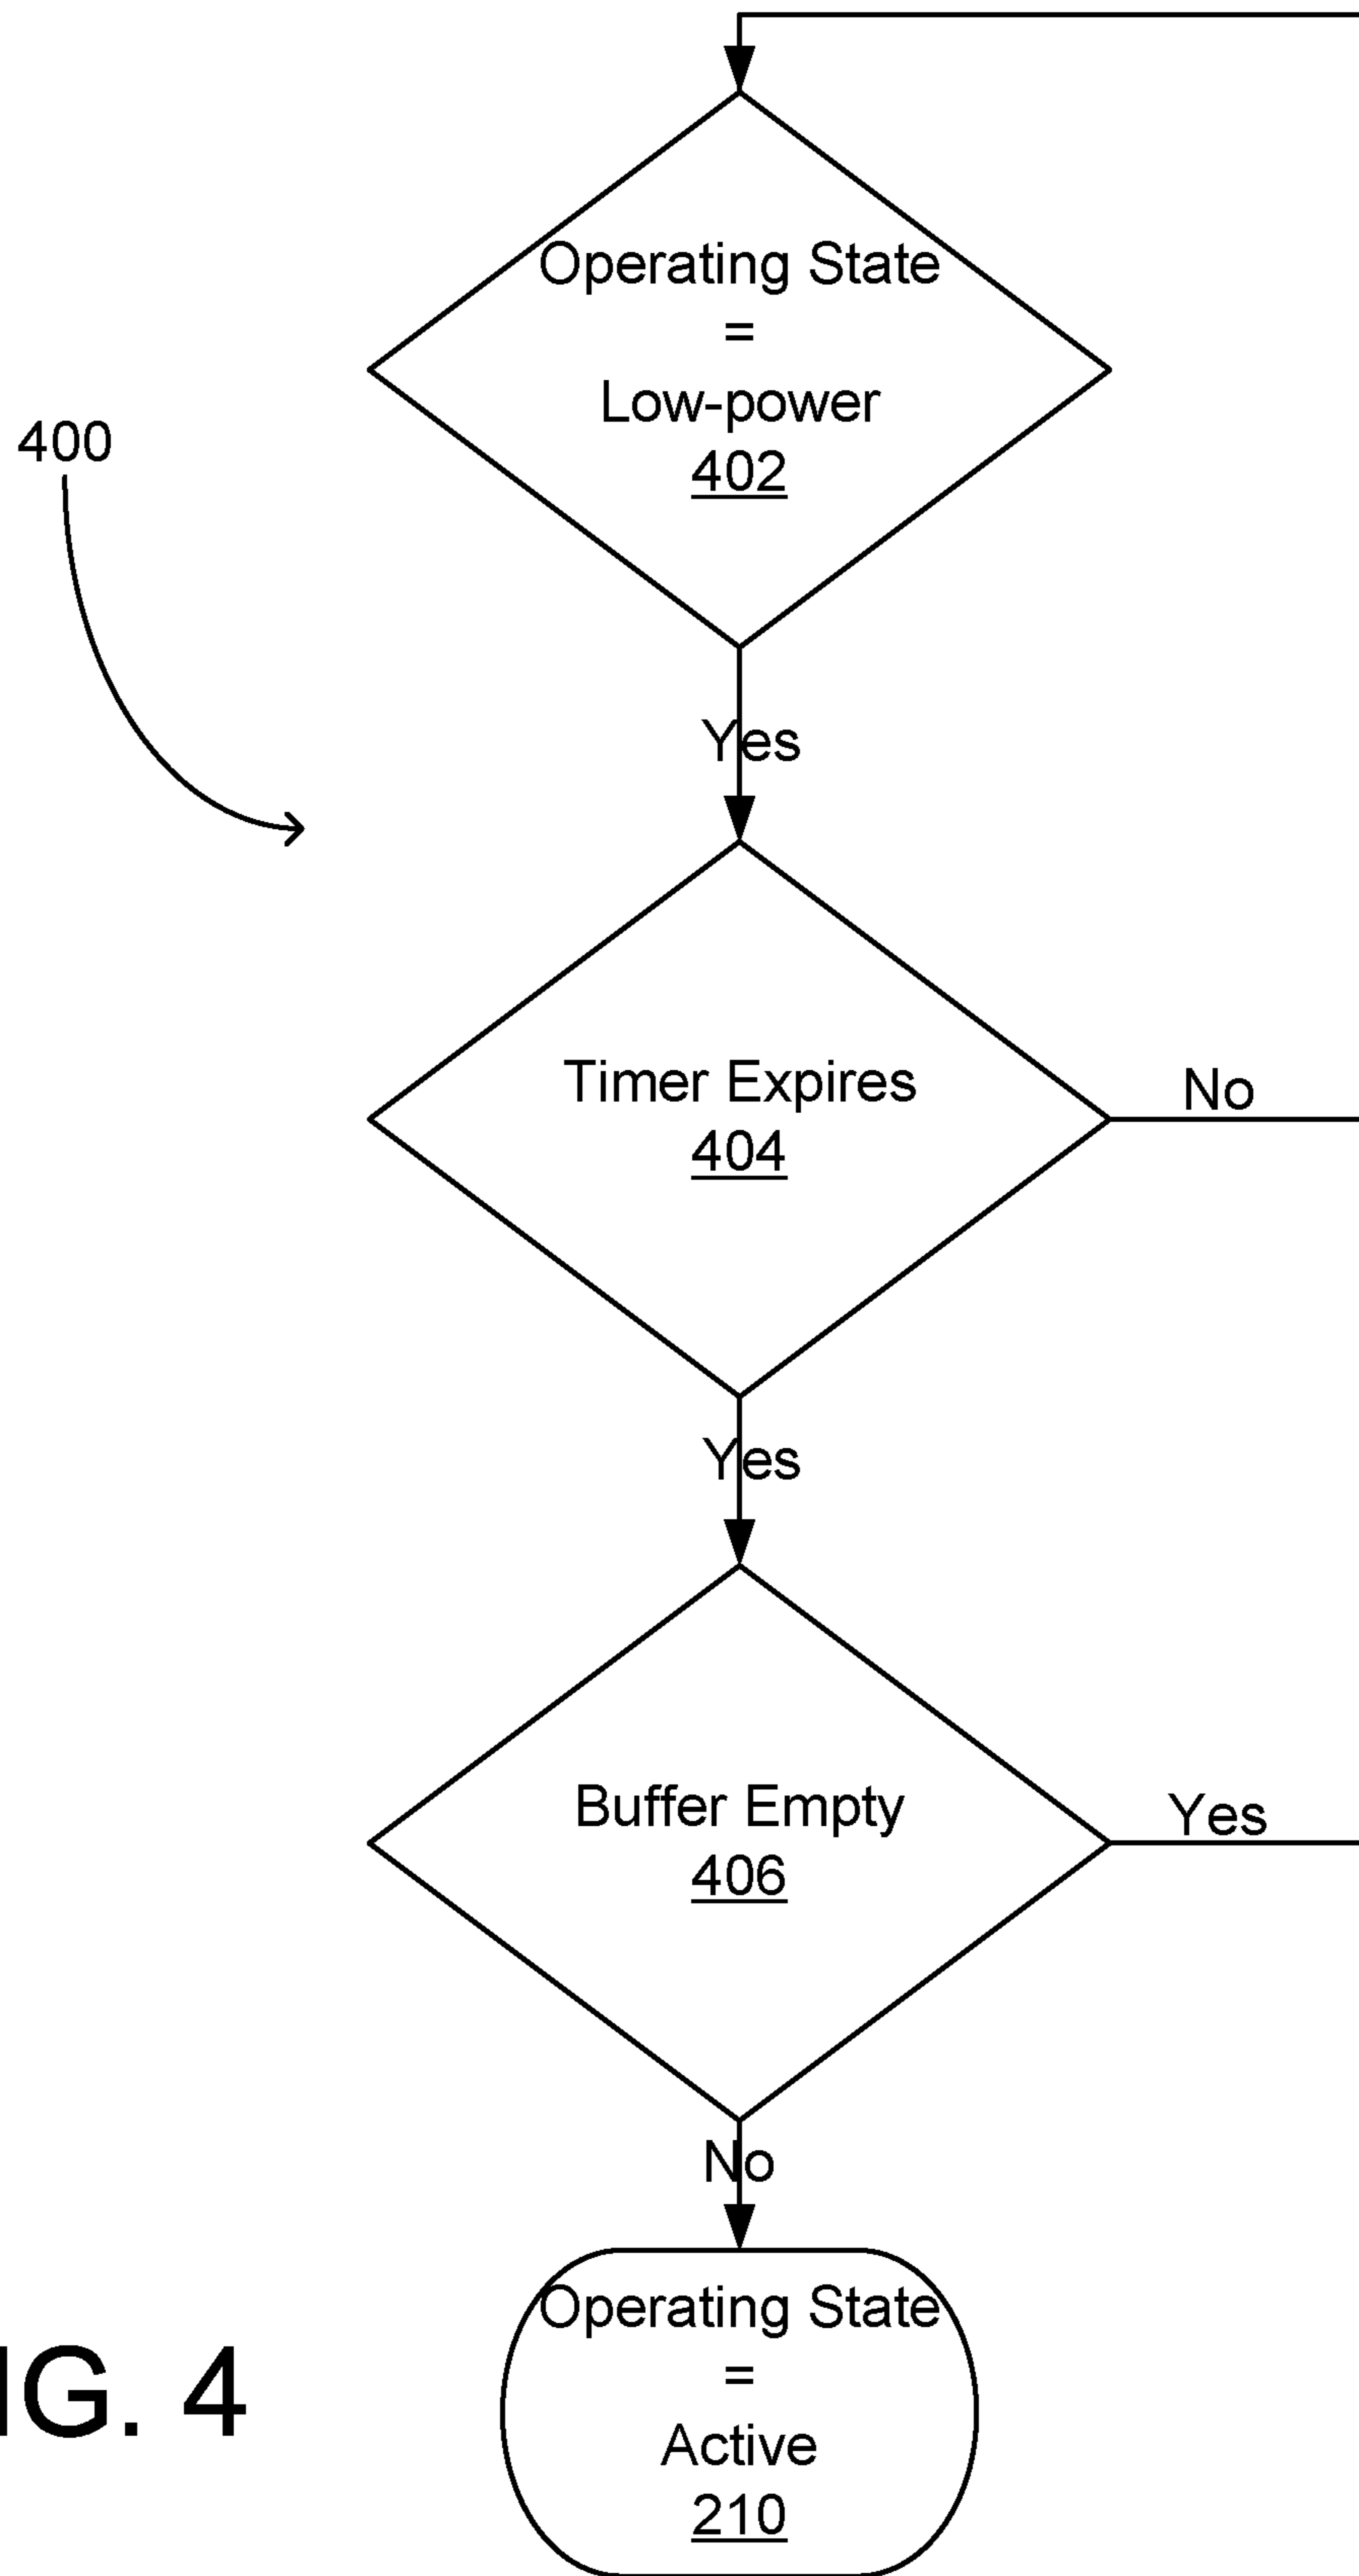 Operating State
=
Low-power
402
400
Yes
Timer Expires
404
No
Yes
Buffer Empty
406
Yes
No
Operating State
=
Active
210
IG. 4